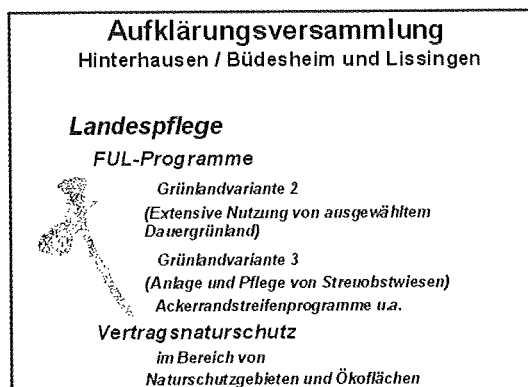 Aufklärungsversammlung
Hinterhausen / Büdesheim und Lissingen
Landespflege
FUL-Programme
Grünlandvariante 2
(Extensive Nutzung von ausgewähltem
Dauergrünland)
Grünlandvariante 3
(Anlage und Pflege von Streuobstwiesen)
Ackerrandstreifenprogramme u.a.
Vertragsnaturschutz
im Bereich von
Naturschutzgebieten und Ökoflächen